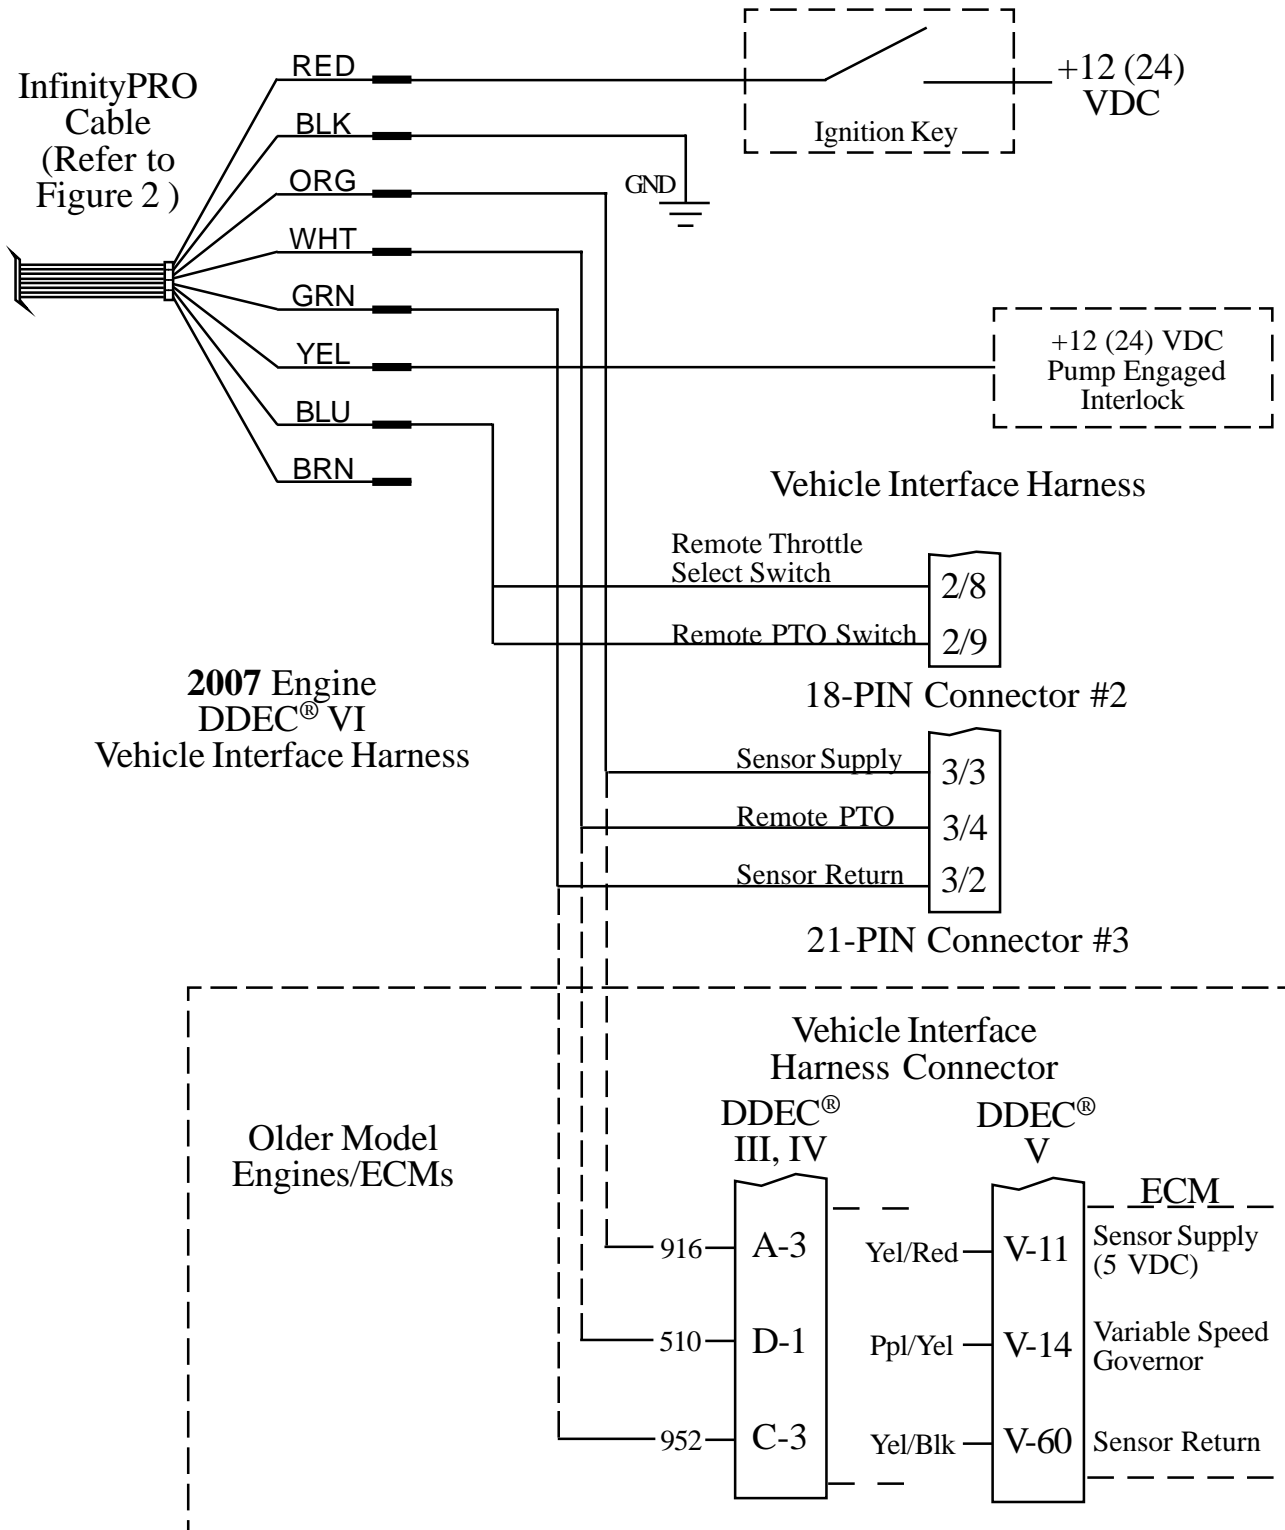 RED
InfinityPRO
Cable
(Refer to
Figure 2 )
+12 (24)
VDC
Ignition Key
BLK
ORG
GND
WHT
GRN
YEL
+12 (24) VDC
Pump Engaged
Interlock
BLU
BRN
Vehicle Interface Harness
Remote Throttle
Select Switch
2/8
Remote PTO Switch
2/9
18-PIN Connector #2
2007 Engine
DDEC® VI
Vehicle Interface Harness
Sensor Supply
3/3
Remote PTO
3/4
Sensor Return
3/2
21-PIN Connector #3
Vehicle Interface
Harness Connector
Older Model
Engines/ECMs
DDEC®
III, IV
DDEC®
V
ECM
916
A-3
Yel/Red
V-11
Sensor Supply
(5 VDC)
510
D-1
Ppl/Yel
V-14
Variable Speed
Governor
952
C-3
Yel/Blk
V-60
Sensor Return